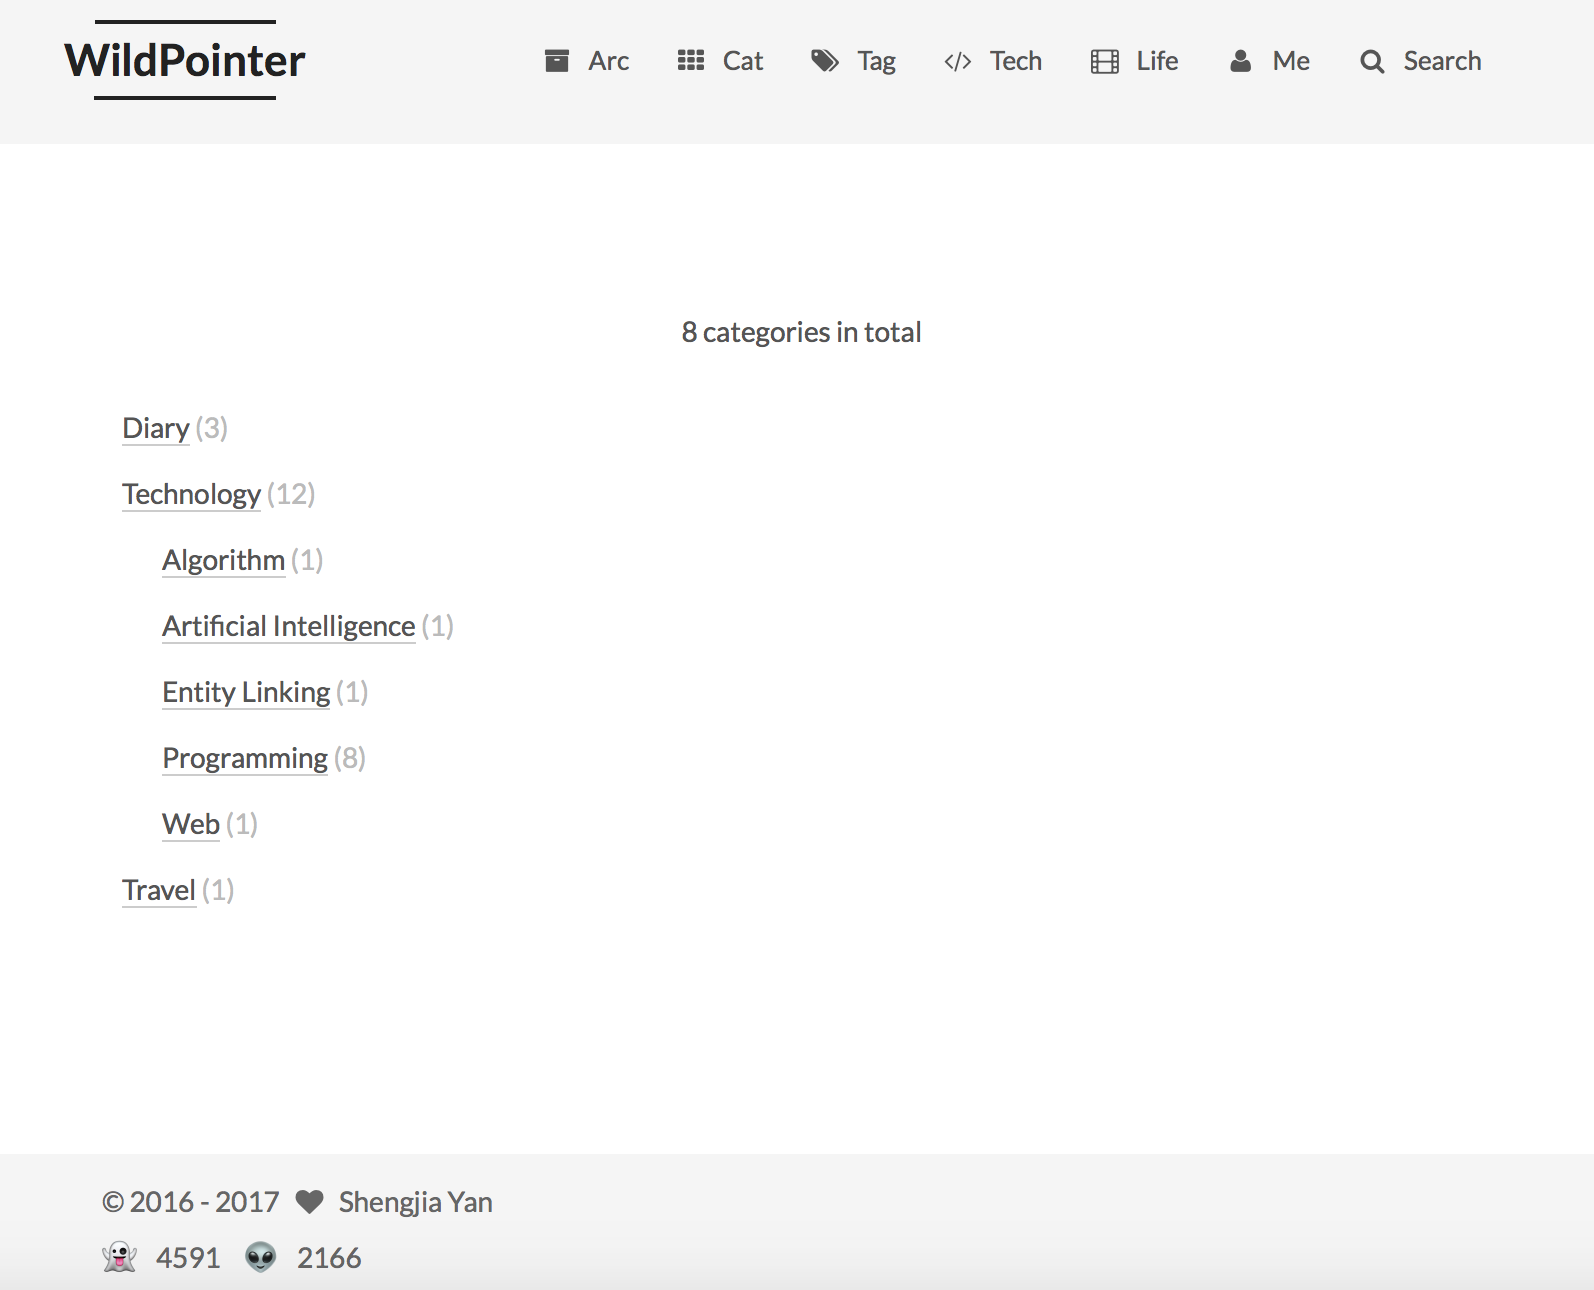 WildPointer
Arc Cat Tag Tech Life Me Search
8 categories in total
Diary (3)
Technology (12)
Algorithm (1)
Artificial Intelligence (1)
Entity Linking (1)
Programming (8)
Web (1)
Travel (1)
© 2016 - 2017 Shengjia Yan
4591 2166